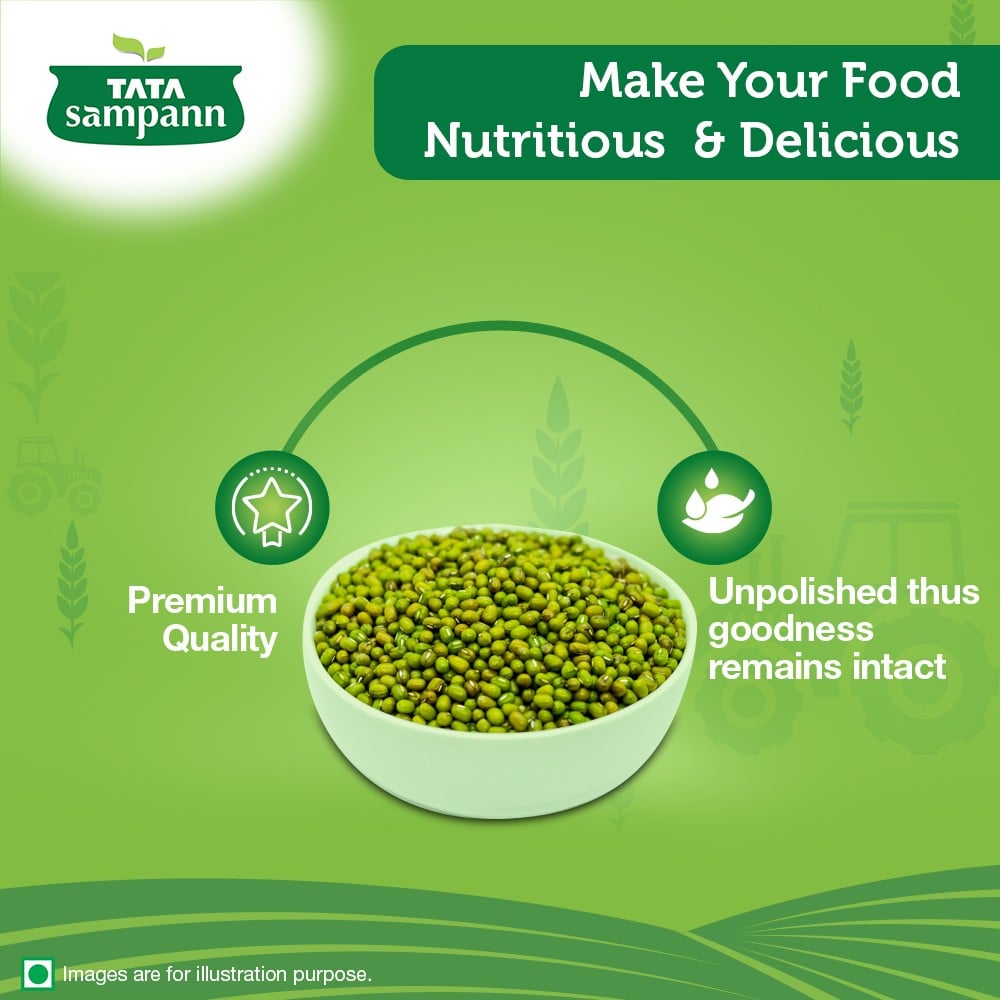 TATA
sampann
Make Your Food
Nutritious & Delicious
Premium
Quality
Unpolished thus
goodness
remains intact
Images are for illustration purpose.